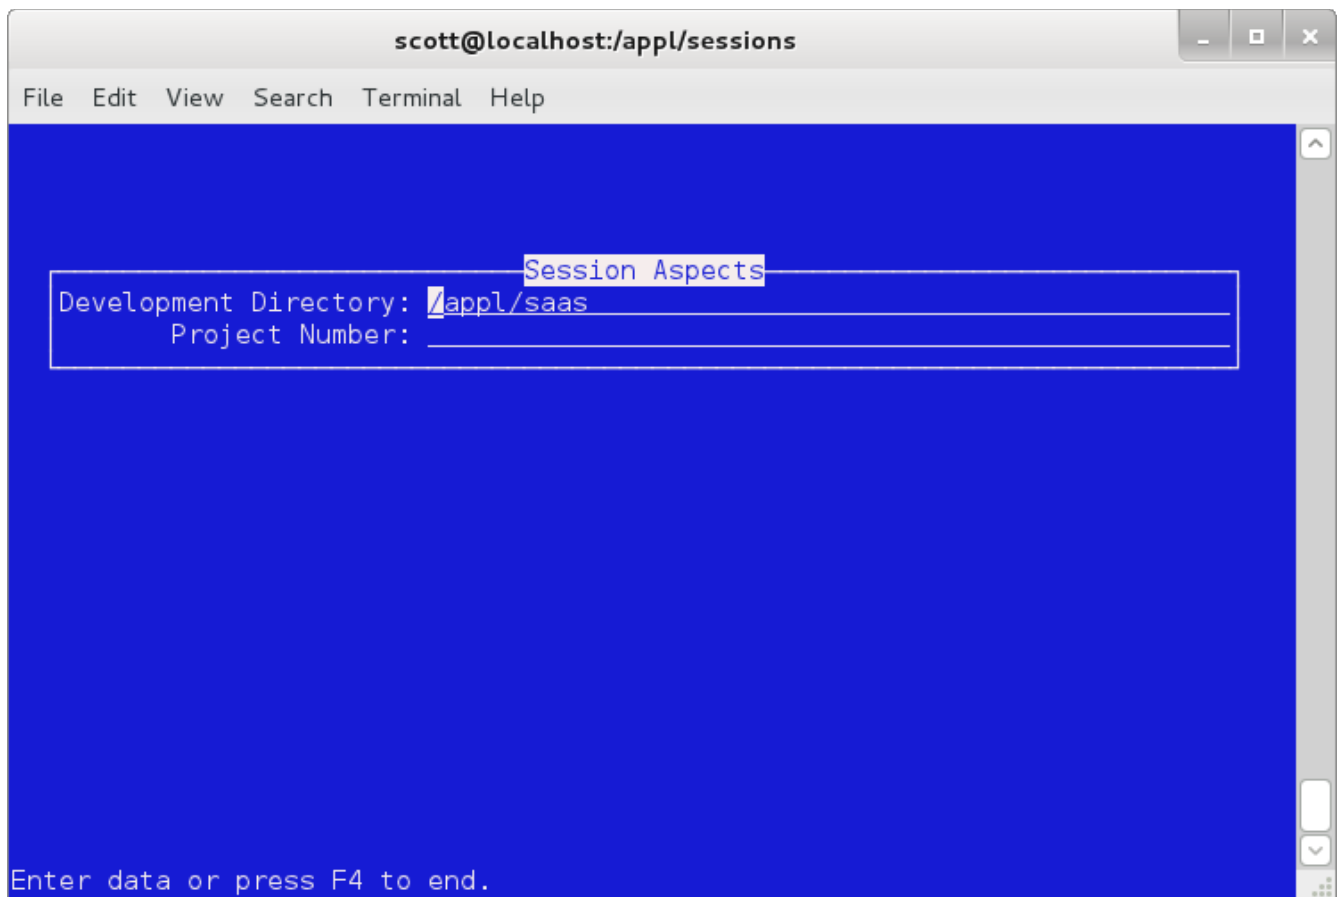 scott@localhost:/appl/sessions
File Edit View Search Terminal Help
Session Aspects
Development Directory: /appl/saas
Project Number:
Enter data or press F4 to end.